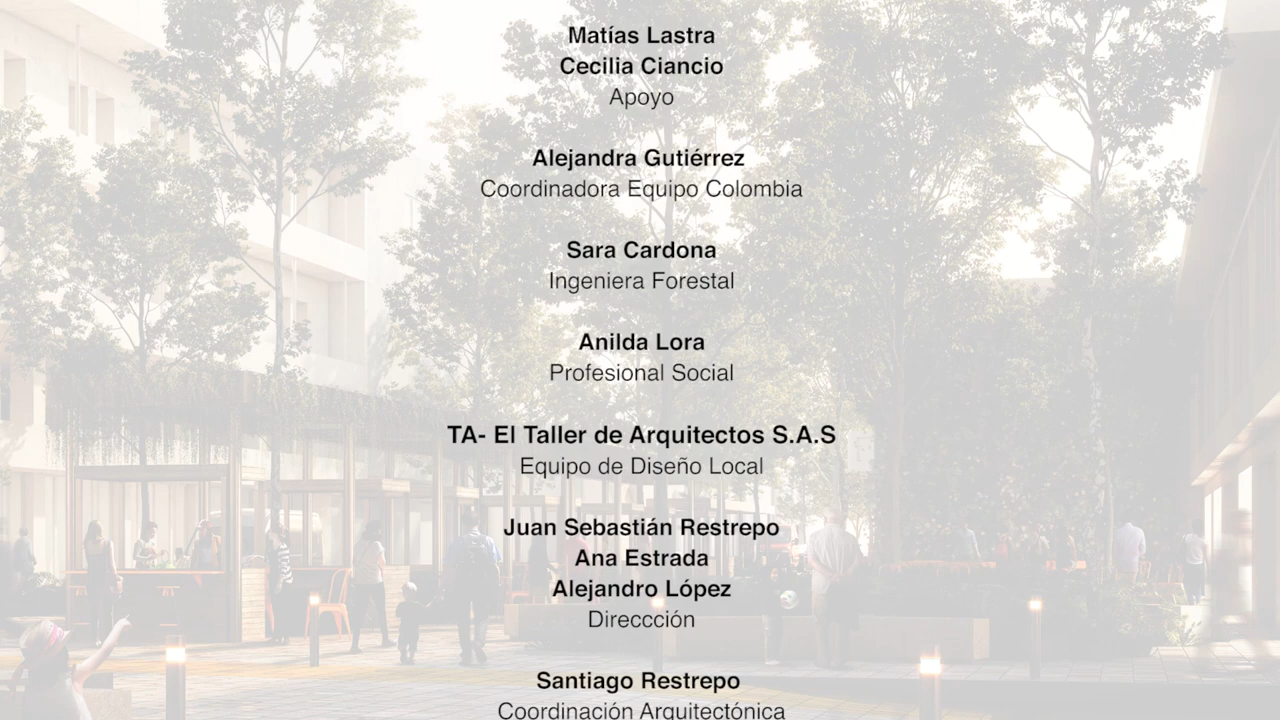 Matías Lastra
Cecilia Ciancio
Apoyo
Alejandra Gutiérrez
Coordinadora Equipo Colombia
Sara Cardona
Ingeniera Forestal
Anilda Lora
Profesional Social
TA- El Taller de Arquitectos S.A.S
Equipo de Diseño Local
Juan Sebastián Restrepo
Ana Estrada
Alejandro López
Direccción
Santiago Restrepo
Coordinación Arquitectónica